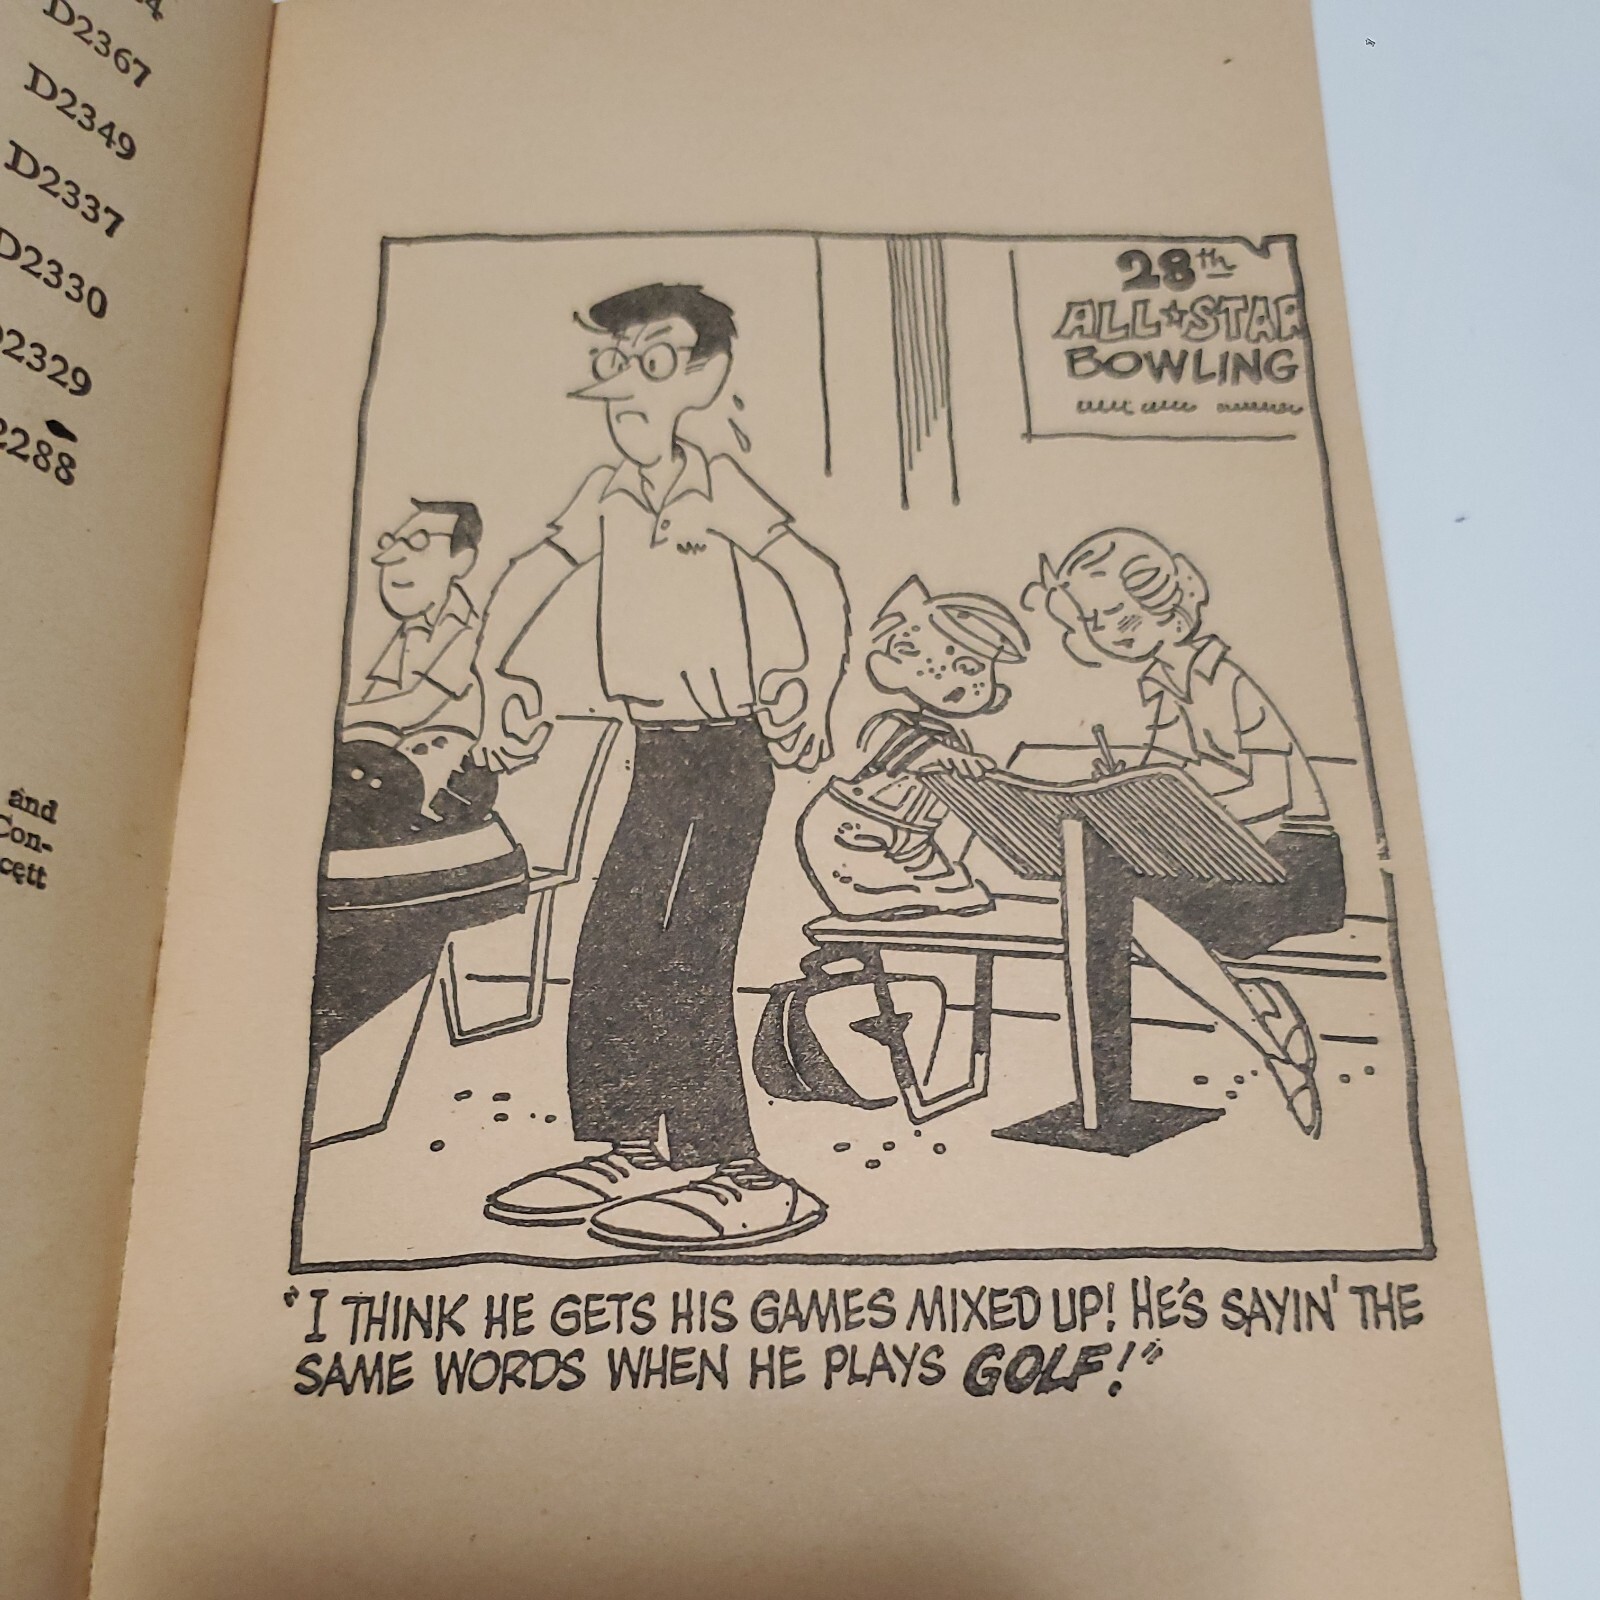 D2367
D2349
D2337
D2330
2329
2288
and
Con-
cett
28th
ALL★STAR
BOWLING
"I THINK HE GETS HIS GAMES MIXED UP! HE'S SAYIN' THE
SAME WORDS WHEN HE PLAYS GOLF!"